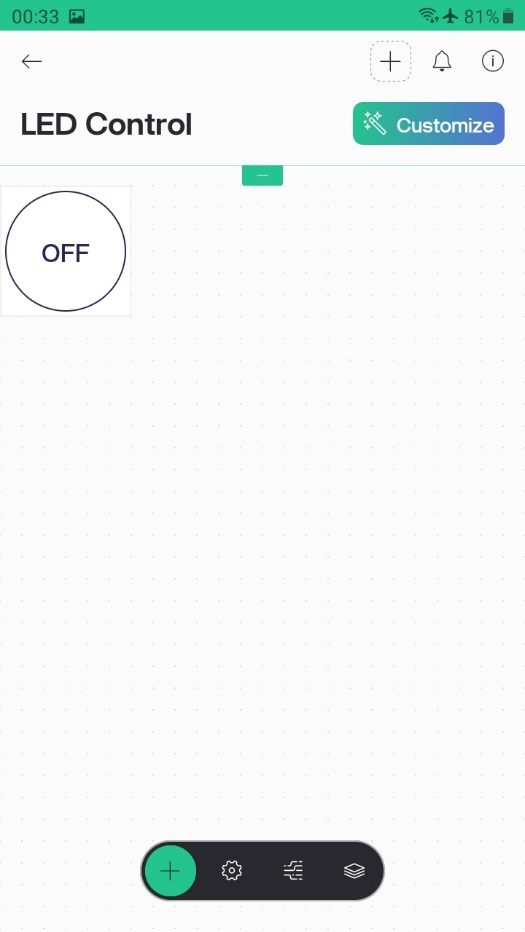 00:33 81%
LED Control
Customize
OFF